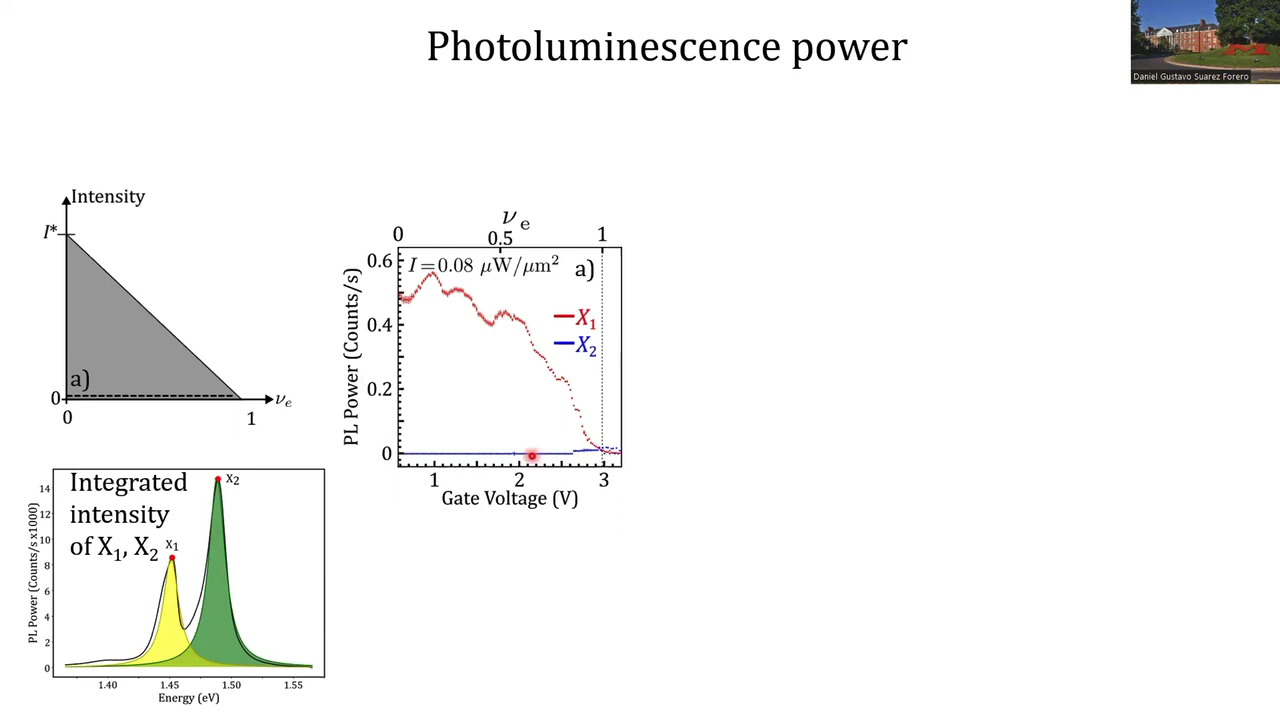 Photoluminescence power
Daniel Gustavo Suarez Forero
Intensity
I*
a)
0
0
1
νₑ
νₑ
0
0.5
1
I=0.08 μW/μm²
a)
X₁
X₂
PL Power (Counts/s)
0.6
0.4
0.2
0
1
2
3
Gate Voltage (V)
Integrated
intensity
of X₁, X₂
X₁
X₂
PL Power (Counts/s x1000)
14
12
10
8
6
4
2
0
1.40
1.45
1.50
1.55
Energy (eV)